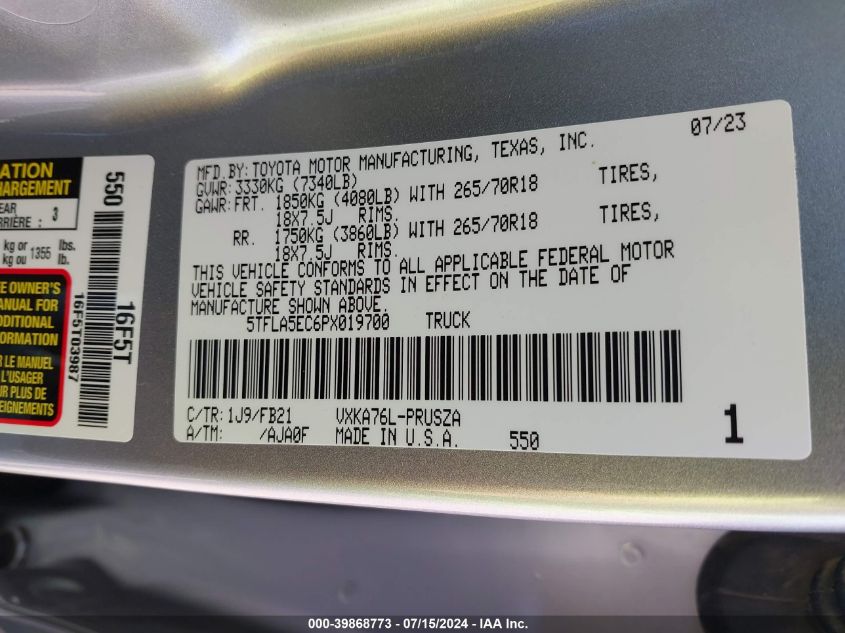 ATION
HARGEMENT
EAR 3
RRIÈRE :
kg or 1355 lbs.
kg ou lb.
E OWNER'S
ANUAL FOR
ADDITIONAL
FORMATION
R LE MANUEL
L'USAGER
UR PLUS DE
SEIGNEMENTS
550
16F5T
16F5T03987
07/23
MFD.BY: TOYOTA MOTOR MANUFACTURING, TEXAS, INC.
GVWR: 3330KG (7340LB)
GAWR: FRT. 1850KG (4080LB) WITH 265/70R18 TIRES,
18X7.5J RIMS.
RR. 1750KG (3860LB) WITH 265/70R18 TIRES,
18X7.5J RIMS.
THIS VEHICLE CONFORMS TO ALL APPLICABLE FEDERAL MOTOR
VEHICLE SAFETY STANDARDS IN EFFECT ON THE DATE OF
MANUFACTURE SHOWN ABOVE.
5TFLA5EC6PX019700 TRUCK
C/TR: 1J9/FB21 VXKA76L-PRUSZA
A/TM: /AJA0F MADE IN U.S.A. 550 1
000-39868773 - 07/15/2024 - IAA Inc.